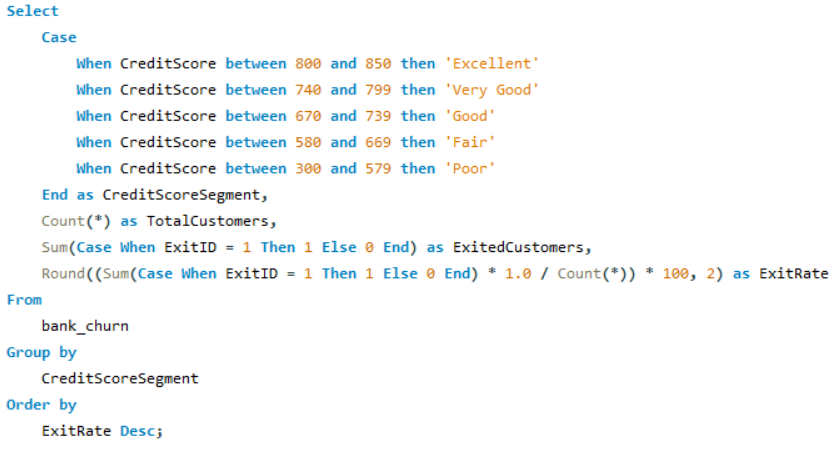 Select
Case
When CreditScore between 800 and 850 then 'Excellent'
When CreditScore between 740 and 799 then 'Very Good'
When CreditScore between 670 and 739 then 'Good'
When CreditScore between 580 and 669 then 'Fair'
When CreditScore between 300 and 579 then 'Poor'
End as CreditScoreSegment,
Count(*) as TotalCustomers,
Sum(Case When ExitID = 1 Then 1 Else 0 End) as ExitedCustomers,
Round((Sum(Case When ExitID = 1 Then 1 Else 0 End) * 1.0 / Count(*)) * 100, 2) as ExitRate
From
bank_churn
Group by
CreditScoreSegment
Order by
ExitRate Desc;